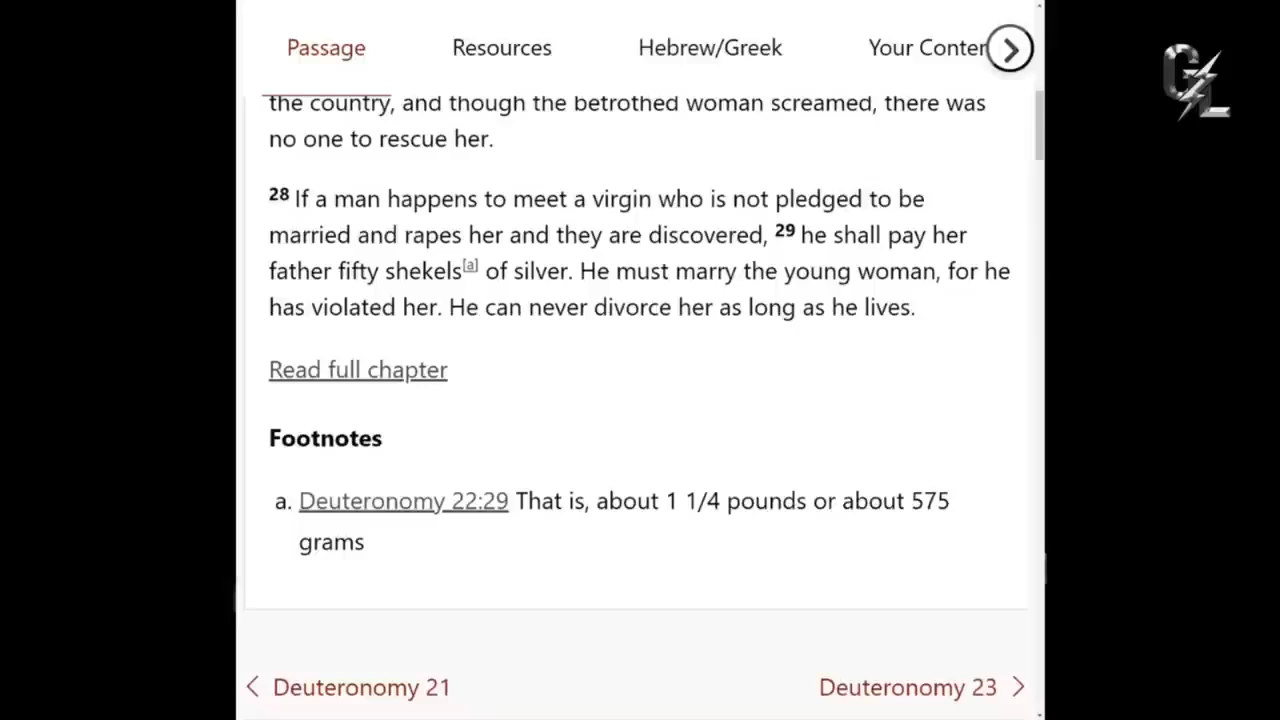 Passage Resources Hebrew/Greek Your Conten
the country, and though the betrothed woman screamed, there was
no one to rescue her.
28 If a man happens to meet a virgin who is not pledged to be
married and rapes her and they are discovered, 29 he shall pay her
father fifty shekels[a] of silver. He must marry the young woman, for he
has violated her. He can never divorce her as long as he lives.
Read full chapter
Footnotes
a. Deuteronomy 22:29 That is, about 1 1/4 pounds or about 575
grams
Deuteronomy 21 Deuteronomy 23
GL